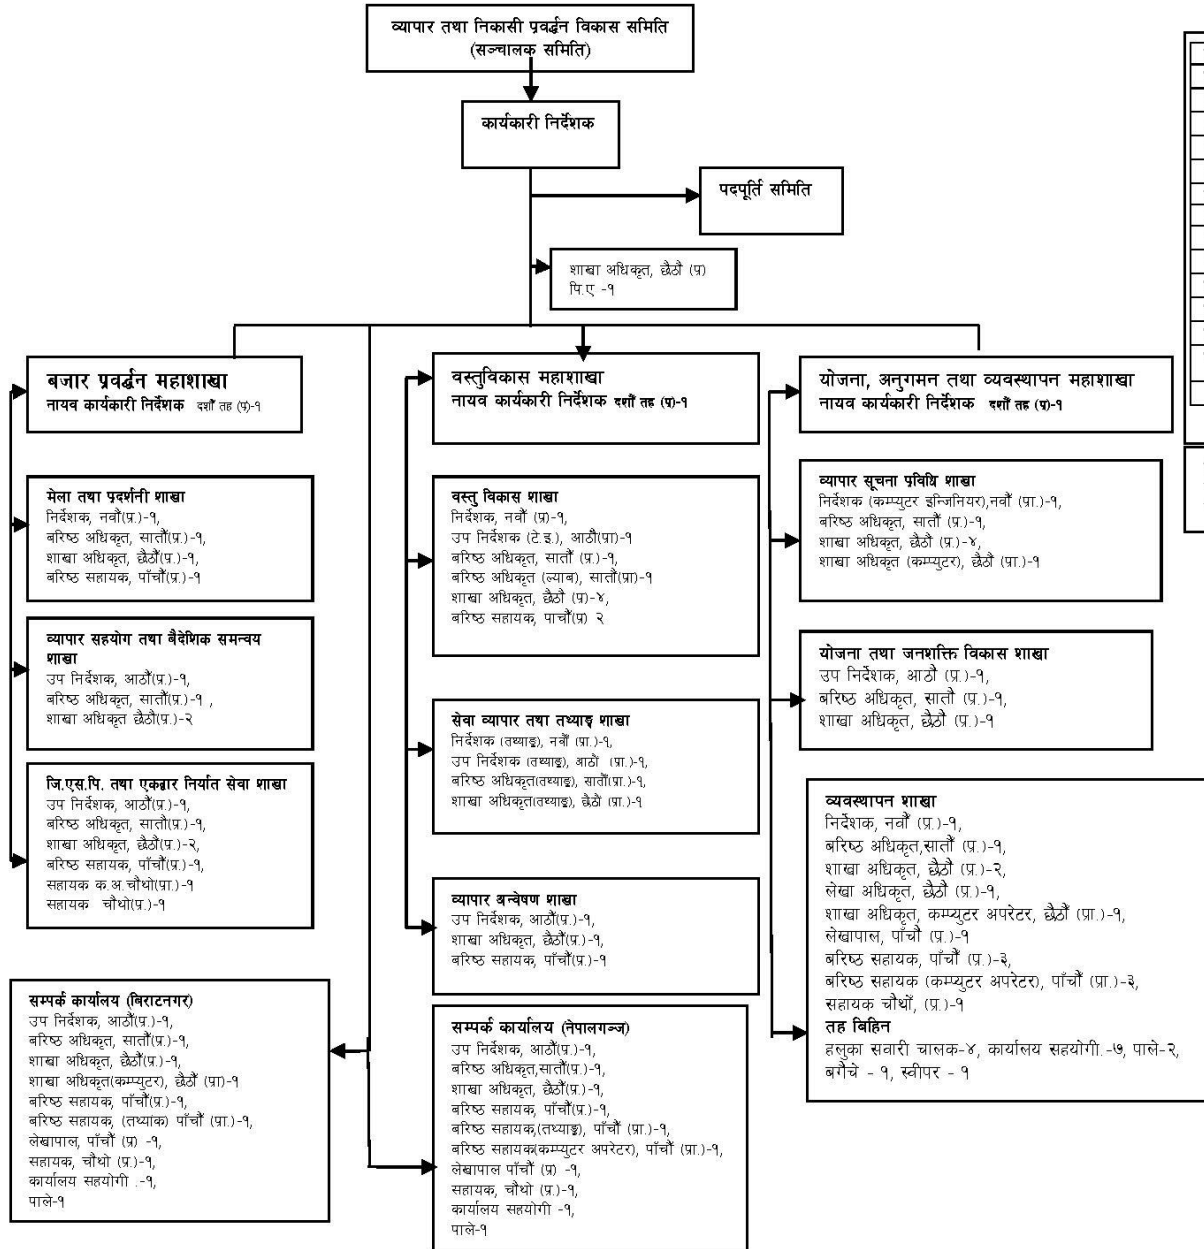 व्यापार तथा निकासी प्रवर्द्धन विकास समिति
(सञ्चालक समिति)
कार्यकारी निर्देशक
पदपूर्ति समिति
शाखा अधिकृत, छैठौ (प्र)
पि.ए -१
बजार प्रवर्द्धन महाशाखा
नायव कार्यकारी निर्देशक दशौँ तह (प्र)-१
मेला तथा प्रदर्शनी शाखा
निर्देशक, नवौँ(प्र.)-१,
बरिष्ठ अधिकृत, सातौँ(प्र.)-१,
शाखा अधिकृत, छैठौँ(प्र.)-१,
बरिष्ठ सहायक, पाँचौँ(प्र.)-१
व्यापार सहयोग तथा बैदेशिक समन्वय
शाखा
उप निर्देशक, आठौँ(प्र.)-१,
बरिष्ठ अधिकृत, सातौँ(प्र.)-१ ,
शाखा अधिकृत छैठौँ(प्र.)-२
जि.एस.पि. तथा एकद्वार निर्यात सेवा शाखा
उप निर्देशक, आठौँ(प्र.)-१,
बरिष्ठ अधिकृत, सातौ(प्र.)-१,
शाखा अधिकृत, छैठौँ(प्र.)-२,
बरिष्ठ सहायक, पाँचौँ(प्र.)-१,
सहायक क.अ.चौथो(प्रा.)-१
सहायक चौथो(प्र.)-१
सम्पर्क कार्यालय (बिराटनगर)
उप निर्देशक, आठौँ(प्र.)-१,
बरिष्ठ अधिकृत, सातौँ(प्र.)-१,
शाखा अधिकृत, छैठौँ(प्र.)-१,
शाखा अधिकृत(कम्प्युटर), छैठौँ (प्रा)-१
बरिष्ठ सहायक, पाँचौँ(प्र.)-१,
बरिष्ठ सहायक, (तथ्यांक) पाँचौँ (प्रा.)-१,
लेखापाल, पाँचौँ (प्र) -१,
सहायक, चौथो (प्र.)-१,
कार्यालय सहयोगी .-१,
पाले-१
वस्तुविकास महाशाखा
नायव कार्यकारी निर्देशक दशौँ तह (प्र)-१
वस्तु विकास शाखा
निर्देशक, नवौँ (प्र)-१,
उप निर्देशक (टे.इ.), आठौँ(प्रा)-१
बरिष्ठ अधिकृत, सातौँ (प्र.)-१,
बरिष्ठ अधिकृत (ल्याब), सातौँ(प्रा)-१
शाखा अधिकृत, छैठौँ (प्र)-४,
बरिष्ठ सहायक, पाचौँ(प्र) २
सेवा व्यापार तथा तथ्याङ्क शाखा
निर्देशक (तथ्याङ्क), नवौँ (प्रा.)-१,
उप निर्देशक (तथ्याङ्क), आठौ (प्रा.)-१,
बरिष्ठ अधिकृत(तथ्याङ्क), सातौँ(प्रा.)-१,
शाखा अधिकृत(तथ्याङ्क), छैठौँ (प्रा.)-१
व्यापार अन्वेषण शाखा
उप निर्देशक, आठौँ(प्र.)-१,
शाखा अधिकृत, छैठौँ(प्र.)-१,
बरिष्ठ सहायक, पाँचौँ(प्र.)-१
सम्पर्क कार्यालय (नेपालगञ्ज)
उप निर्देशक, आठौँ(प्र.)-१,
बरिष्ठ अधिकृत,सातौँ(प्र.)-१,
शाखा अधिकृत, छैठौँ(प्र.)-१,
बरिष्ठ सहायक, पाँचौँ(प्र.)-१,
बरिष्ठ सहायक,(तथ्याङ्क), पाँचौँ (प्रा.)-१,
बरिष्ठ सहायक(कम्प्युटर अपरेटर), पाँचौँ (प्रा.)-१,
लेखापाल पाँचौँ (प्र) -१,
सहायक, चौथो (प्र.)-१,
कार्यालय सहयोगी -१,
पाले-१
योजना, अनुगमन तथा व्यवस्थापन महाशाखा
नायव कार्यकारी निर्देशक दशौँ तह (प्र)-१
व्यापार सूचना प्रविधि शाखा
निर्देशक (कम्प्युटर इन्जिनियर),नवौँ (प्रा.)-१,
बरिष्ठ अधिकृत, सातौँ (प्र.)-१,
शाखा अधिकृत, छैठौँ (प्र.)-४,
शाखा अधिकृत (कम्प्युटर), छैठौँ (प्रा.)-१
योजना तथा जनशक्ति विकास शाखा
उप निर्देशक, आठौ (प्र.)-१,
बरिष्ठ अधिकृत, सातौ (प्र.)-१,
शाखा अधिकृत, छैठौ (प्र.)-१
व्यवस्थापन शाखा
निर्देशक, नवौँ (प्र.)-१,
बरिष्ठ अधिकृत,सातौँ (प्र.)-१,
शाखा अधिकृत, छैठौँ (प्र.)-२,
लेखा अधिकृत, छैठौँ (प्र.)-१,
शाखा अधिकृत, कम्प्युटर अपरेटर, छैठौँ (प्रा.)-१,
लेखापाल, पाँचौ (प्र.)-१
बरिष्ठ सहायक, पाँचौँ (प्र.)-३,
बरिष्ठ सहायक (कम्प्युटर अपरेटर), पाँचौँ (प्रा.)-३,
सहायक चौथौँ, (प्र.)-१
तह बिहिन
हलुका सवारी चालक-४, कार्यालय सहयोगी.-७, पाले-२,
बगैचे - १, स्वीपर - १